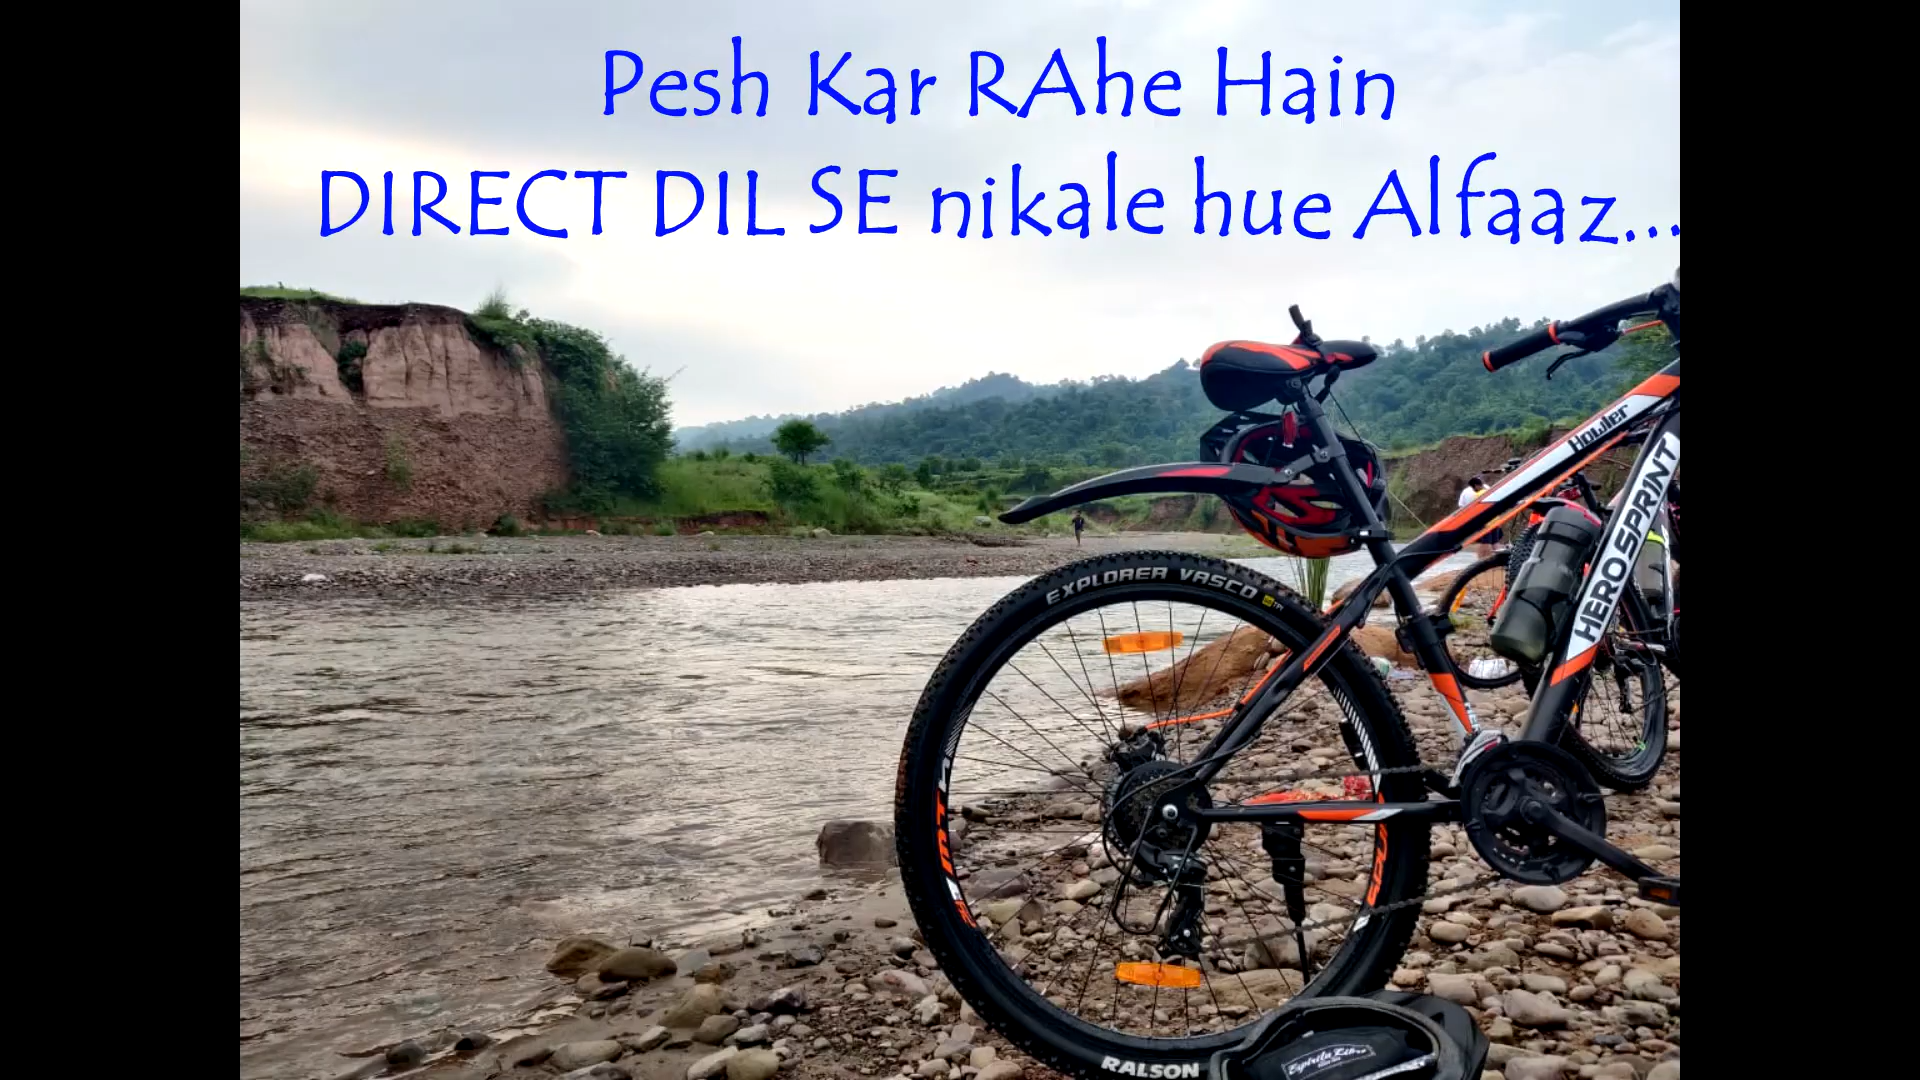 Pesh Kar RAhe Hain
DIRECT DIL SE nikale hue Alfaaz...
Howler
HERO SPRINT
EXPLORER VASCO
RALSON